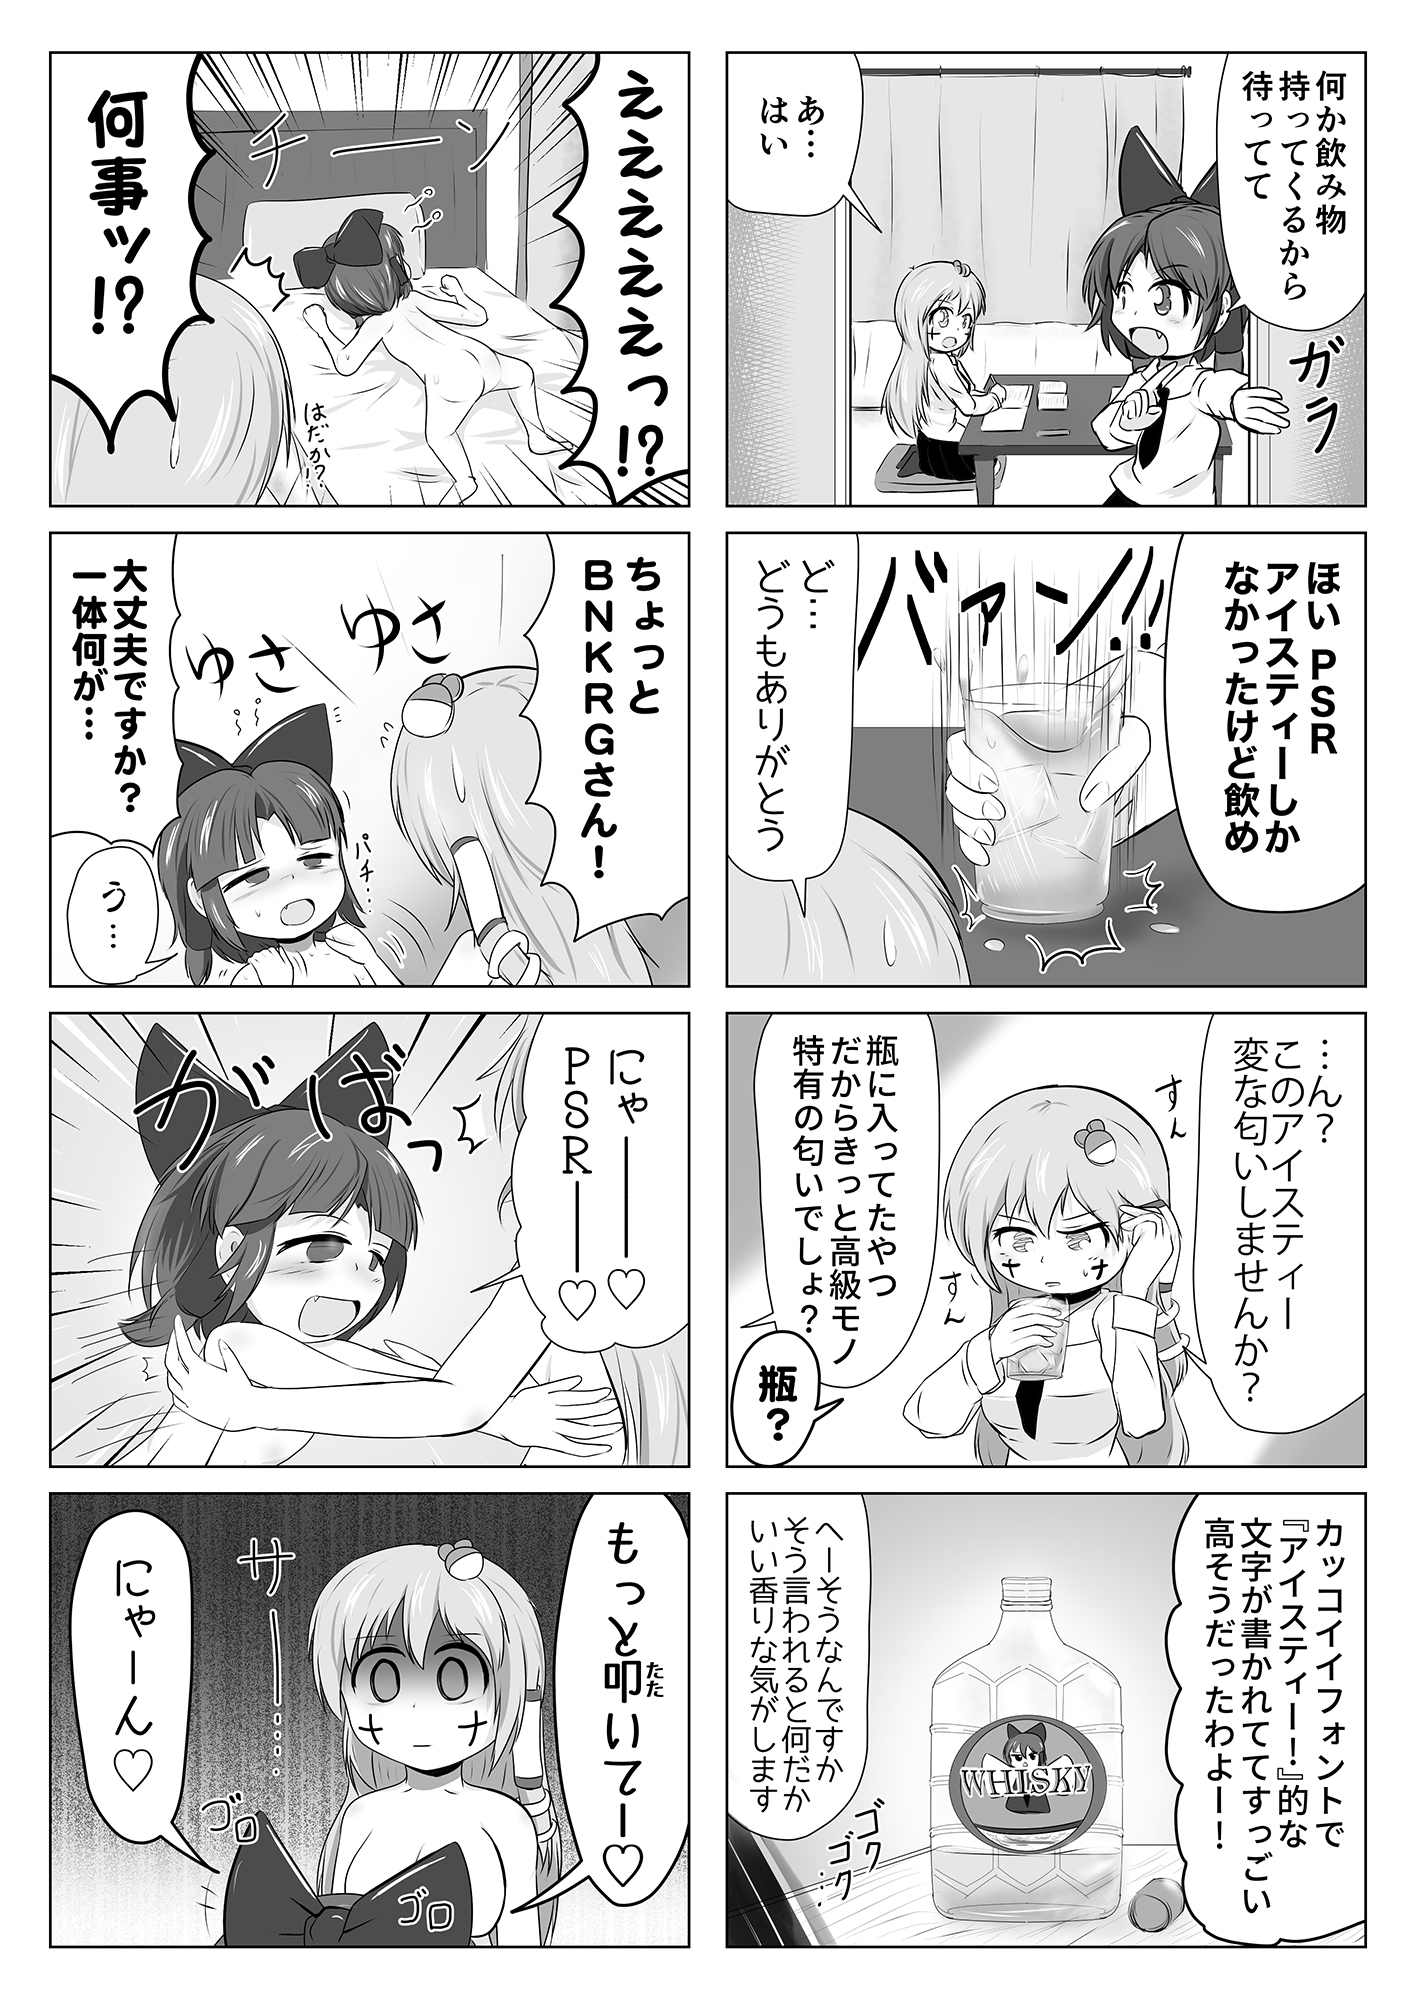 何か飲み物
持ってくるから
待ってて
ガラ
あ…
はい
ほいPSR
アイスティーしか
なかったけど飲め
バァン!!
ど…
どうもありがとう
…ん？
このアイスティー
変な匂いしませんか？
すん
すん
瓶に入ってたやつ
だからきっと高級モノ
特有の匂いでしょ？
瓶？
カッコイイフォントで
『アイスティー！』的な
文字が書かれててすっごい
高そうだったわよー！
WHISKY
へーそうなんですか
そう言われると何だか
いい香りな気がします
ゴク
ゴク
…
ええええええっ!?
チーン
はだか!?
何事ッ!?
ちょっと
BNKRGさん！
ゆさ
ゆさ
大丈夫ですか？
一体何が…
パチ…
う…
にゃー♡
PSRー♡
がばっ
もっと叩いてー♡
たた
サー……
にゃーん♡
ゴロ
ゴロ